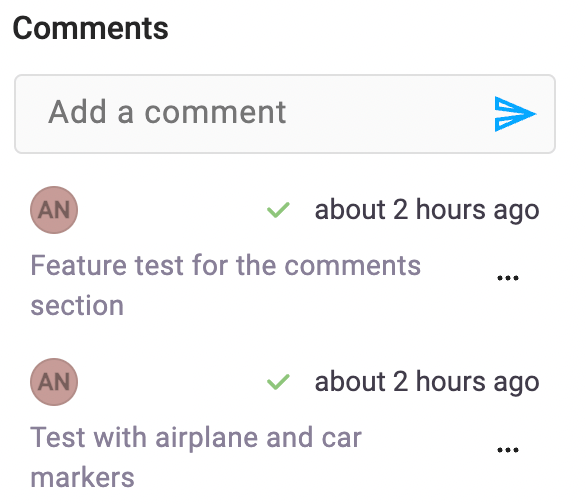 Comments
Add a comment
AN about 2 hours ago
Feature test for the comments
section
...
AN about 2 hours ago
Test with airplane and car
markers
...